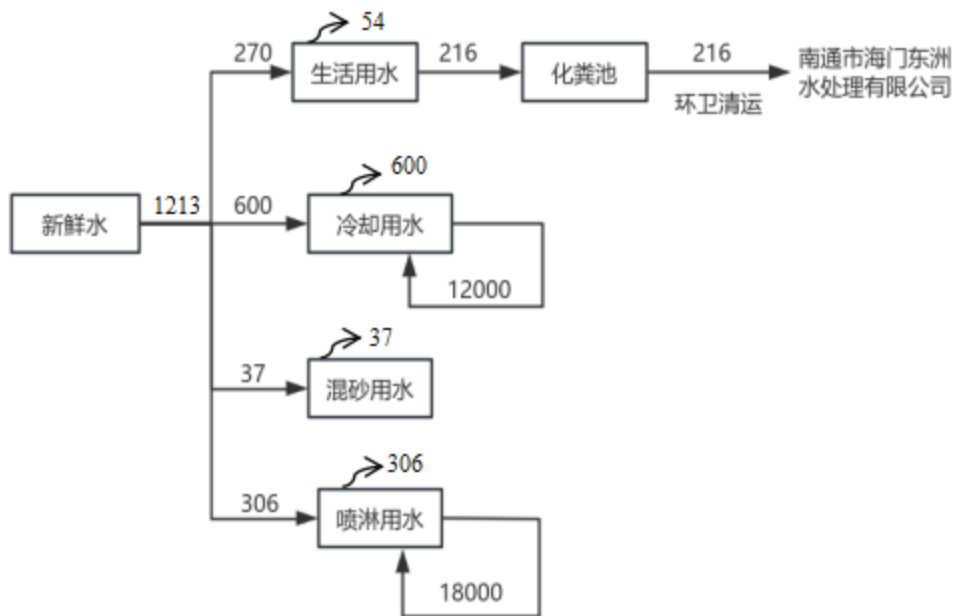 54
270
生活用水
216
化粪池
216
环卫清运
南通市海门东洲
水处理有限公司
600
新鲜水
1213
600
冷却用水
12000
37
37
混砂用水
306
306
喷淋用水
18000